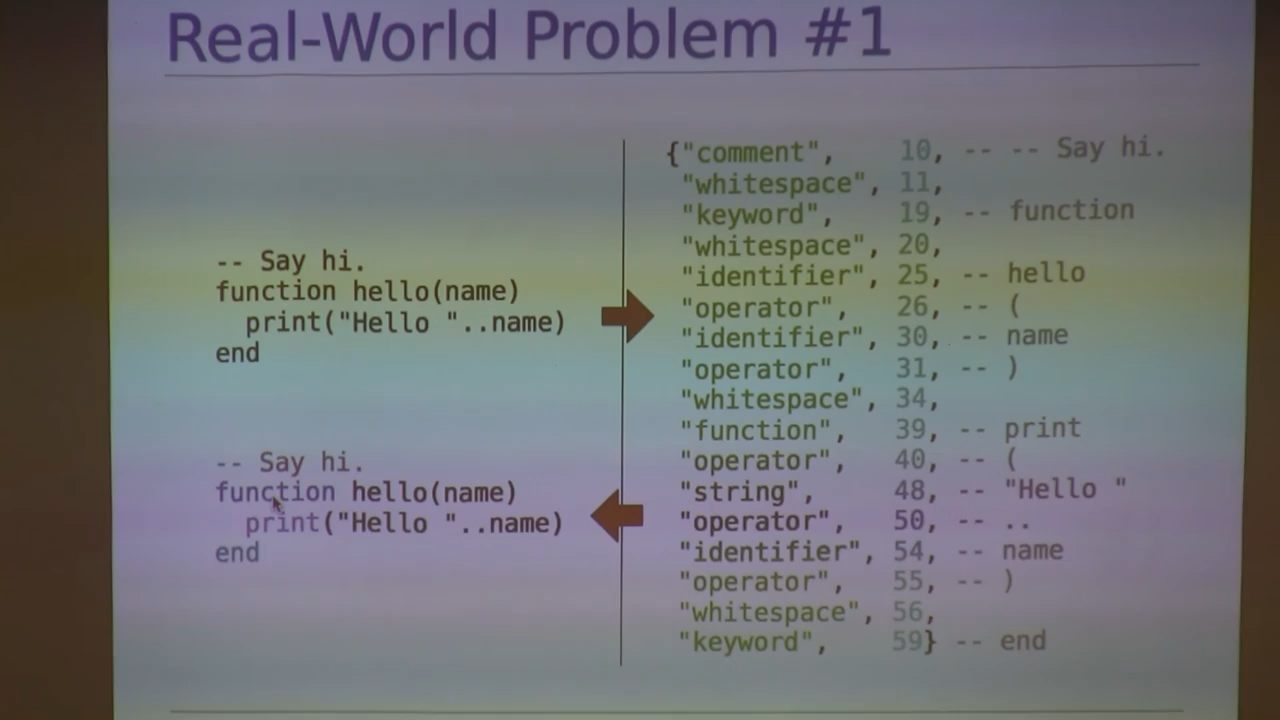 Real-World Problem #1
-- Say hi.
function hello(name)
  print("Hello "..name)
end
-- Say hi.
function hello(name)
  print("Hello "..name)
end
{"comment",    10, -- -- Say hi.
"whitespace", 11,
"keyword",    19, -- function
"whitespace", 20,
"identifier", 25, -- hello
"operator",   26, -- (
"identifier", 30, -- name
"operator",   31, -- )
"whitespace", 34,
"function",   39, -- print
"operator",   40, -- (
"string",     48, -- "Hello "
"operator",   50, -- ..
"identifier", 54, -- name
"operator",   55, -- )
"whitespace", 56,
"keyword",    59} -- end